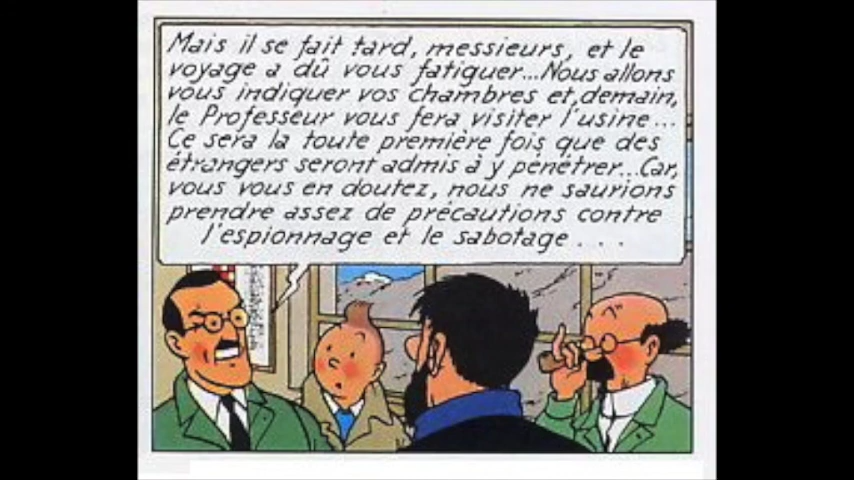 Mais il se fait tard, messieurs, et le
voyage a dû vous fatiguer...Nous allons
vous indiquer vos chambres et, demain,
le Professeur vous fera visiter l'usine...
Ce sera la toute première fois que des
étrangers seront admis à y pénétrer...Car,
vous vous en doutez, nous ne saurions
prendre assez de précautions contre
l'espionnage et le sabotage...